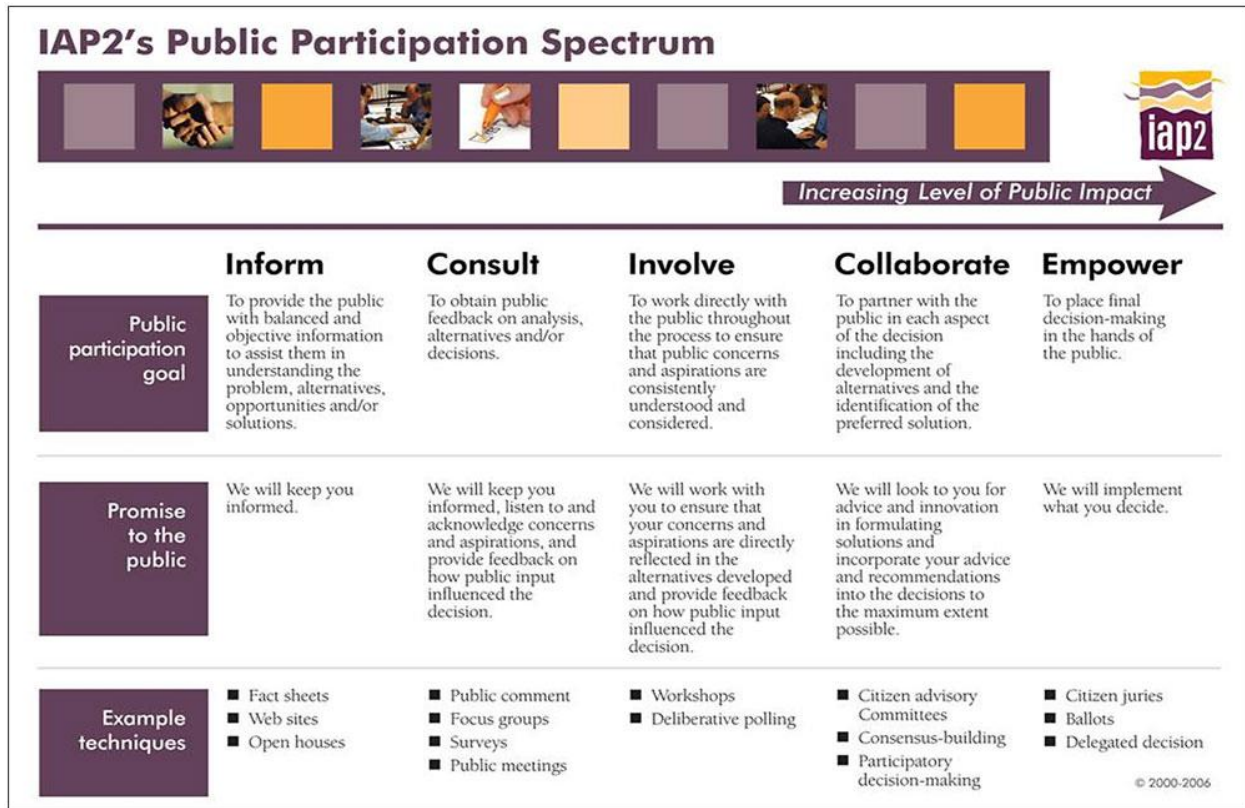 IAP2's Public Participation Spectrum
iap2
Increasing Level of Public Impact
Inform
Consult
Involve
Collaborate
Empower
Public
participation
goal
To provide the public
with balanced and
objective information
to assist them in
understanding the
problem, alternatives,
opportunities and/or
solutions.
To obtain public
feedback on analysis,
alternatives and/or
decisions.
To work directly with
the public throughout
the process to ensure
that public concerns
and aspirations are
consistently
understood and
considered.
To partner with the
public in each aspect
of the decision
including the
development of
alternatives and the
identification of the
preferred solution.
To place final
decision-making
in the hands of
the public.
Promise
to the
public
We will keep you
informed.
We will keep you
informed, listen to and
acknowledge concerns
and aspirations, and
provide feedback on
how public input
influenced the
decision.
We will work with
you to ensure that
your concerns and
aspirations are directly
reflected in the
alternatives developed
and provide feedback
on how public input
influenced the
decision.
We will look to you for
advice and innovation
in formulating
solutions and
incorporate your advice
and recommendations
into the decisions to
the maximum extent
possible.
We will implement
what you decide.
Example
techniques
■ Fact sheets
■ Web sites
■ Open houses
■ Public comment
■ Focus groups
■ Surveys
■ Public meetings
■ Workshops
■ Deliberative polling
■ Citizen advisory
Committees
■ Consensus-building
■ Participatory
decision-making
■ Citizen juries
■ Ballots
■ Delegated decision
© 2000-2006